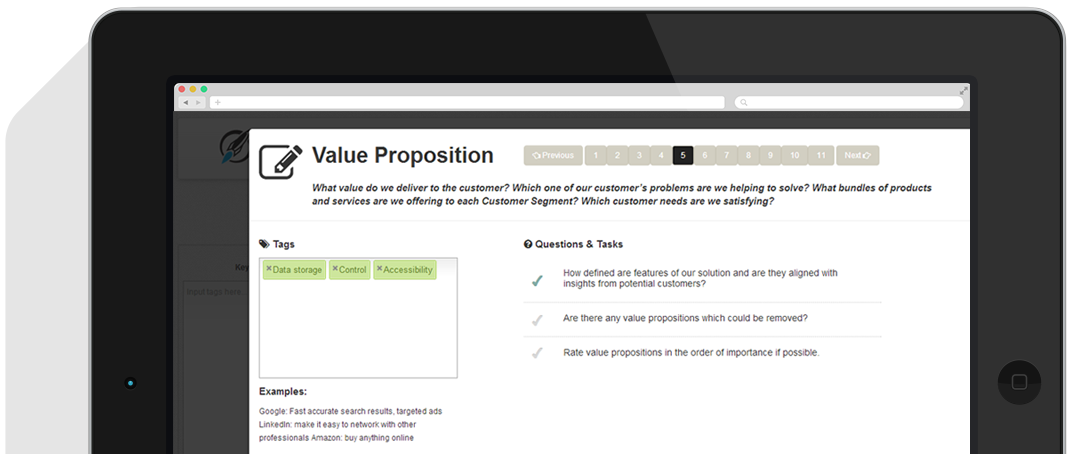 Value Proposition
Previous 1 2 3 4 5 6 7 8 9 10 11 Next
What value do we deliver to the customer? Which one of our customer's problems are we helping to solve? What bundles of products
and services are we offering to each Customer Segment? Which customer needs are we satisfying?
Tags
Questions & Tasks
Key
Input tags here
Data storage Control Accessibility
How defined are features of our solution and are they aligned with
insights from potential customers?
Are there any value propositions which could be removed?
Rate value propositions in the order of importance if possible.
Examples:
Google: Fast accurate search results, targeted ads
LinkedIn: make it easy to network with other
professionals Amazon: buy anything online